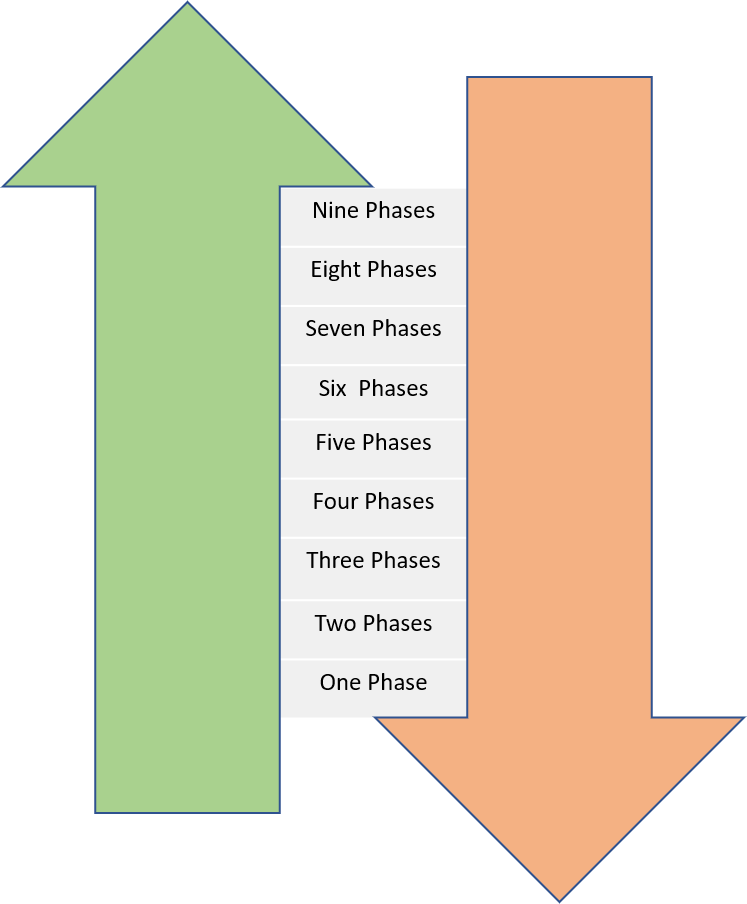 Nine Phases
Eight Phases
Seven Phases
Six  Phases
Five Phases
Four Phases
Three Phases
Two Phases
One Phase